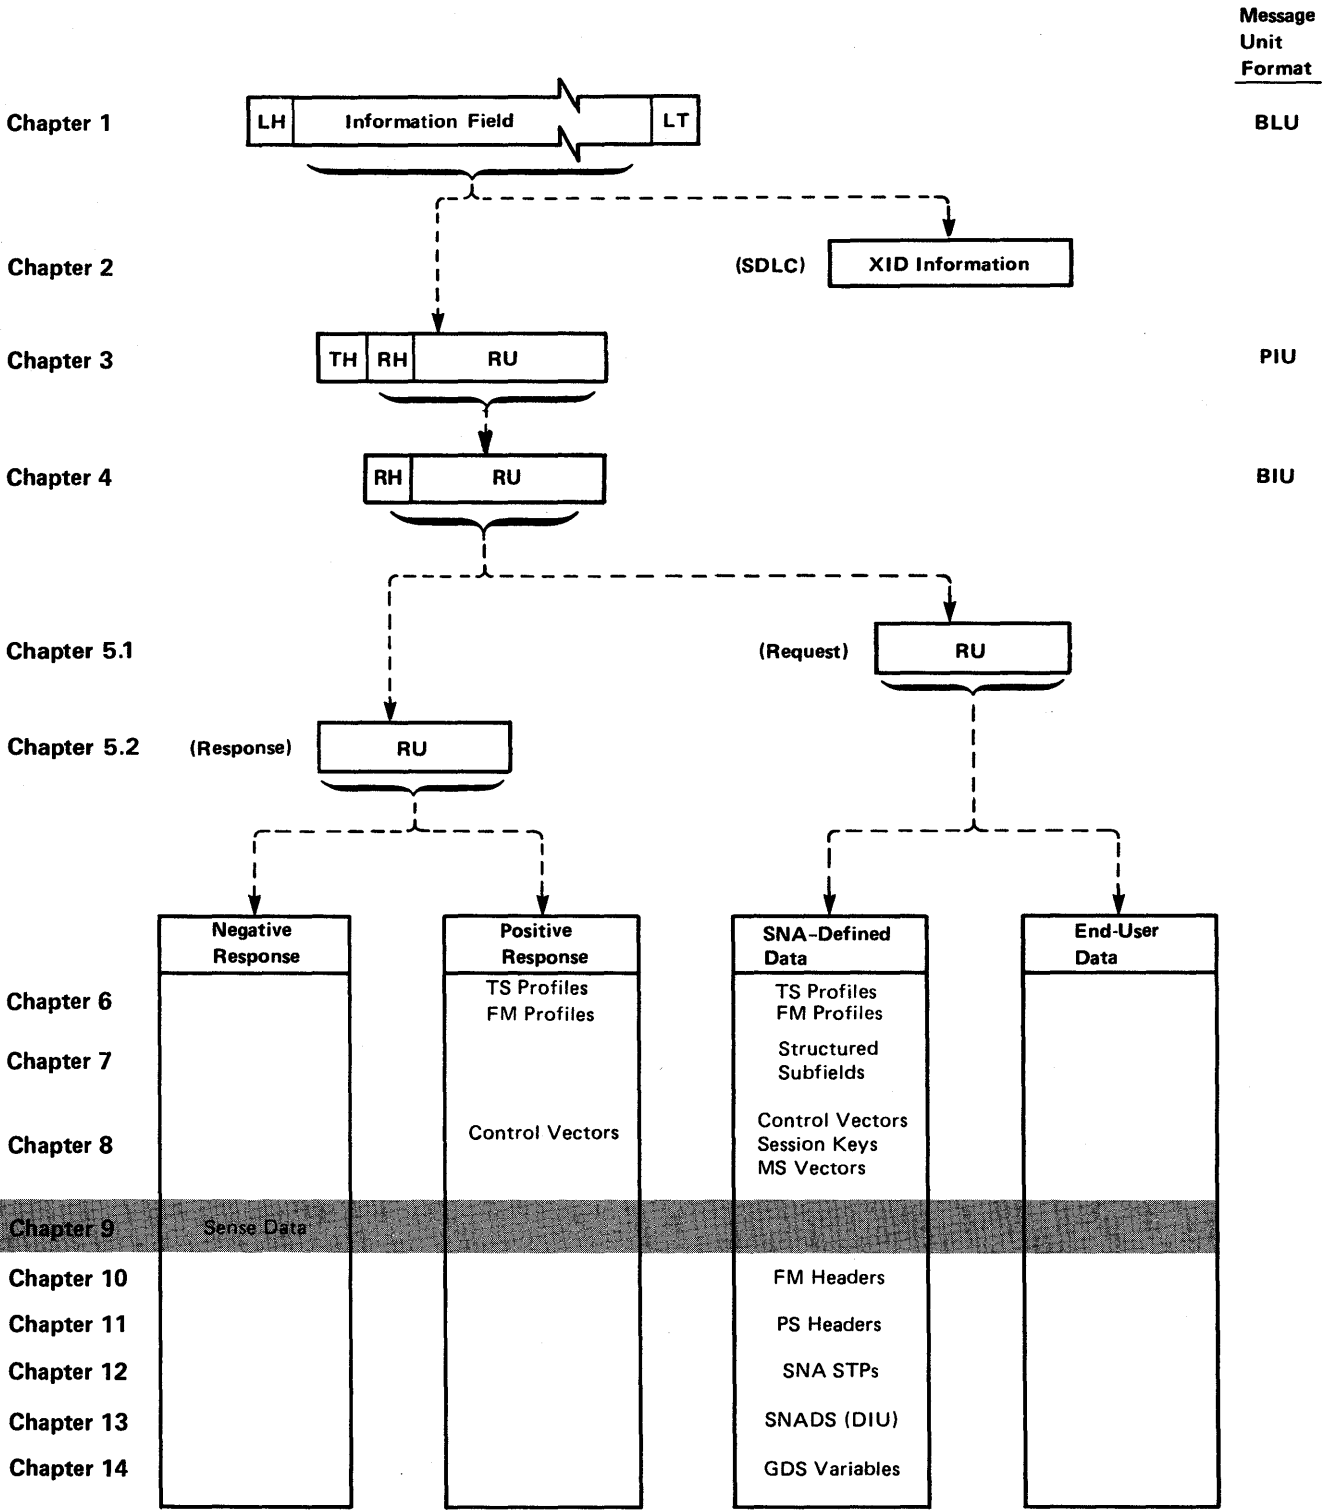 Message
Unit
Format
Chapter 1
LH
Information Field
LT
BLU
Chapter 2
(SDLC)
XID Information
Chapter 3
TH
RH
RU
PIU
Chapter 4
RH
RU
BIU
Chapter 5.1
(Request)
RU
Chapter 5.2
(Response)
RU
Negative
Response
Positive
Response
SNA-Defined
Data
End-User
Data
Chapter 6
TS Profiles
FM Profiles
TS Profiles
FM Profiles
Chapter 7
Structured
Subfields
Chapter 8
Control Vectors
Control Vectors
Session Keys
MS Vectors
Chapter 9
Sense Data
Chapter 10
FM Headers
Chapter 11
PS Headers
Chapter 12
SNA STPs
Chapter 13
SNADS (DIU)
Chapter 14
GDS Variables